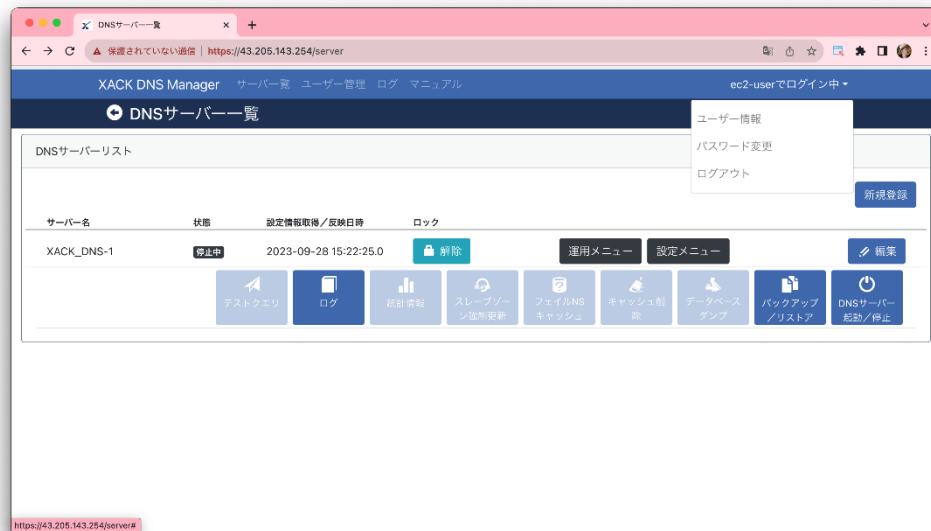 DNSサーバー一覧
保護されていない通信 | https://43.205.143.254/server
XACK DNS Manager サーバー覧 ユーザー管理 ログ マニュアル ec2-userでログイン中
DNSサーバー一覧
ユーザー情報
パスワード変更
ログアウト
DNSサーバーリスト
新規登録
サーバー名 状態 設定情報取得/反映日時 ロック
XACK_DNS-1 停止中 2023-09-28 15:22:25.0 解除 運用メニュー 設定メニュー 編集
テストクエリ ログ 統計情報 スレーブゾーン強制更新 フェイルNSキャッシュ キャッシュ削除 データベースダンプ バックアップ/リストア DNSサーバー起動/停止
https://43.205.143.254/server#